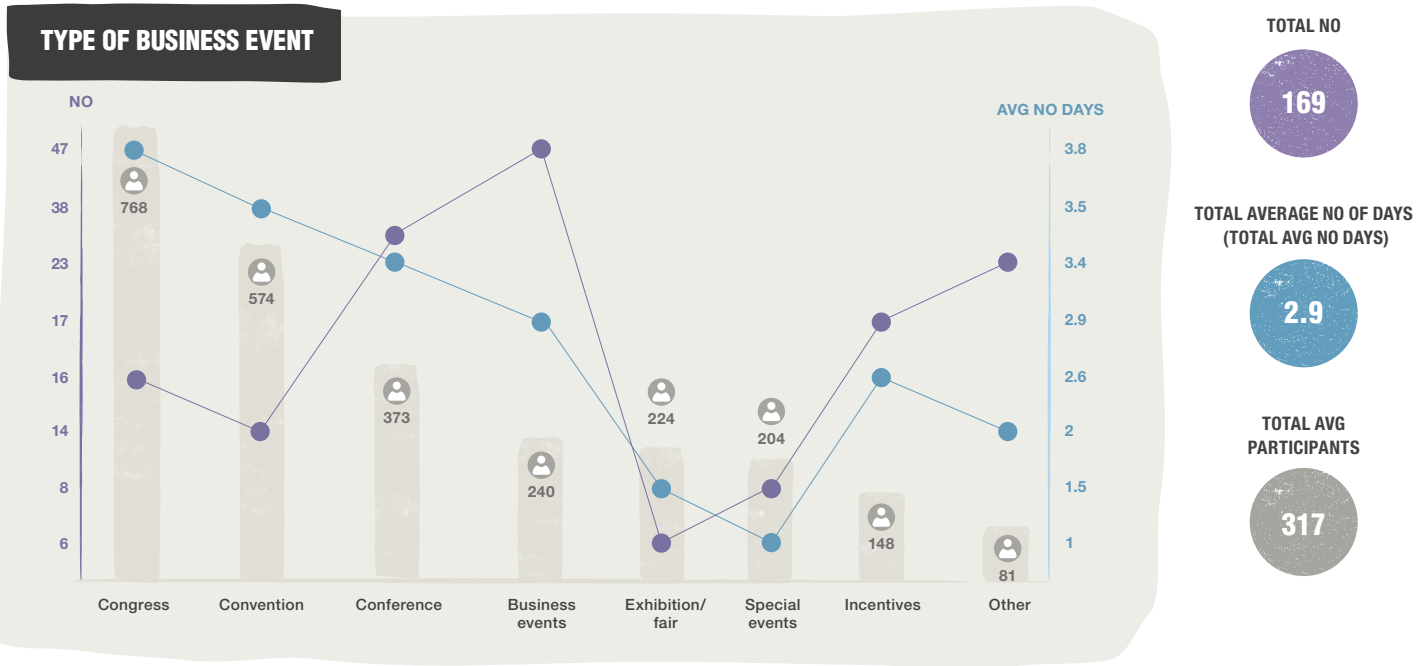 TYPE OF BUSINESS EVENT
NO
AVG NO DAYS
47
38
23
17
16
14
8
6
3.8
3.5
3.4
2.9
2.6
2
1.5
1
768
574
373
240
224
204
148
81
Congress
Convention
Conference
Business
events
Exhibition/
fair
Special
events
Incentives
Other
TOTAL NO
169
TOTAL AVERAGE NO OF DAYS
(TOTAL AVG NO DAYS)
2.9
TOTAL AVG
PARTICIPANTS
317